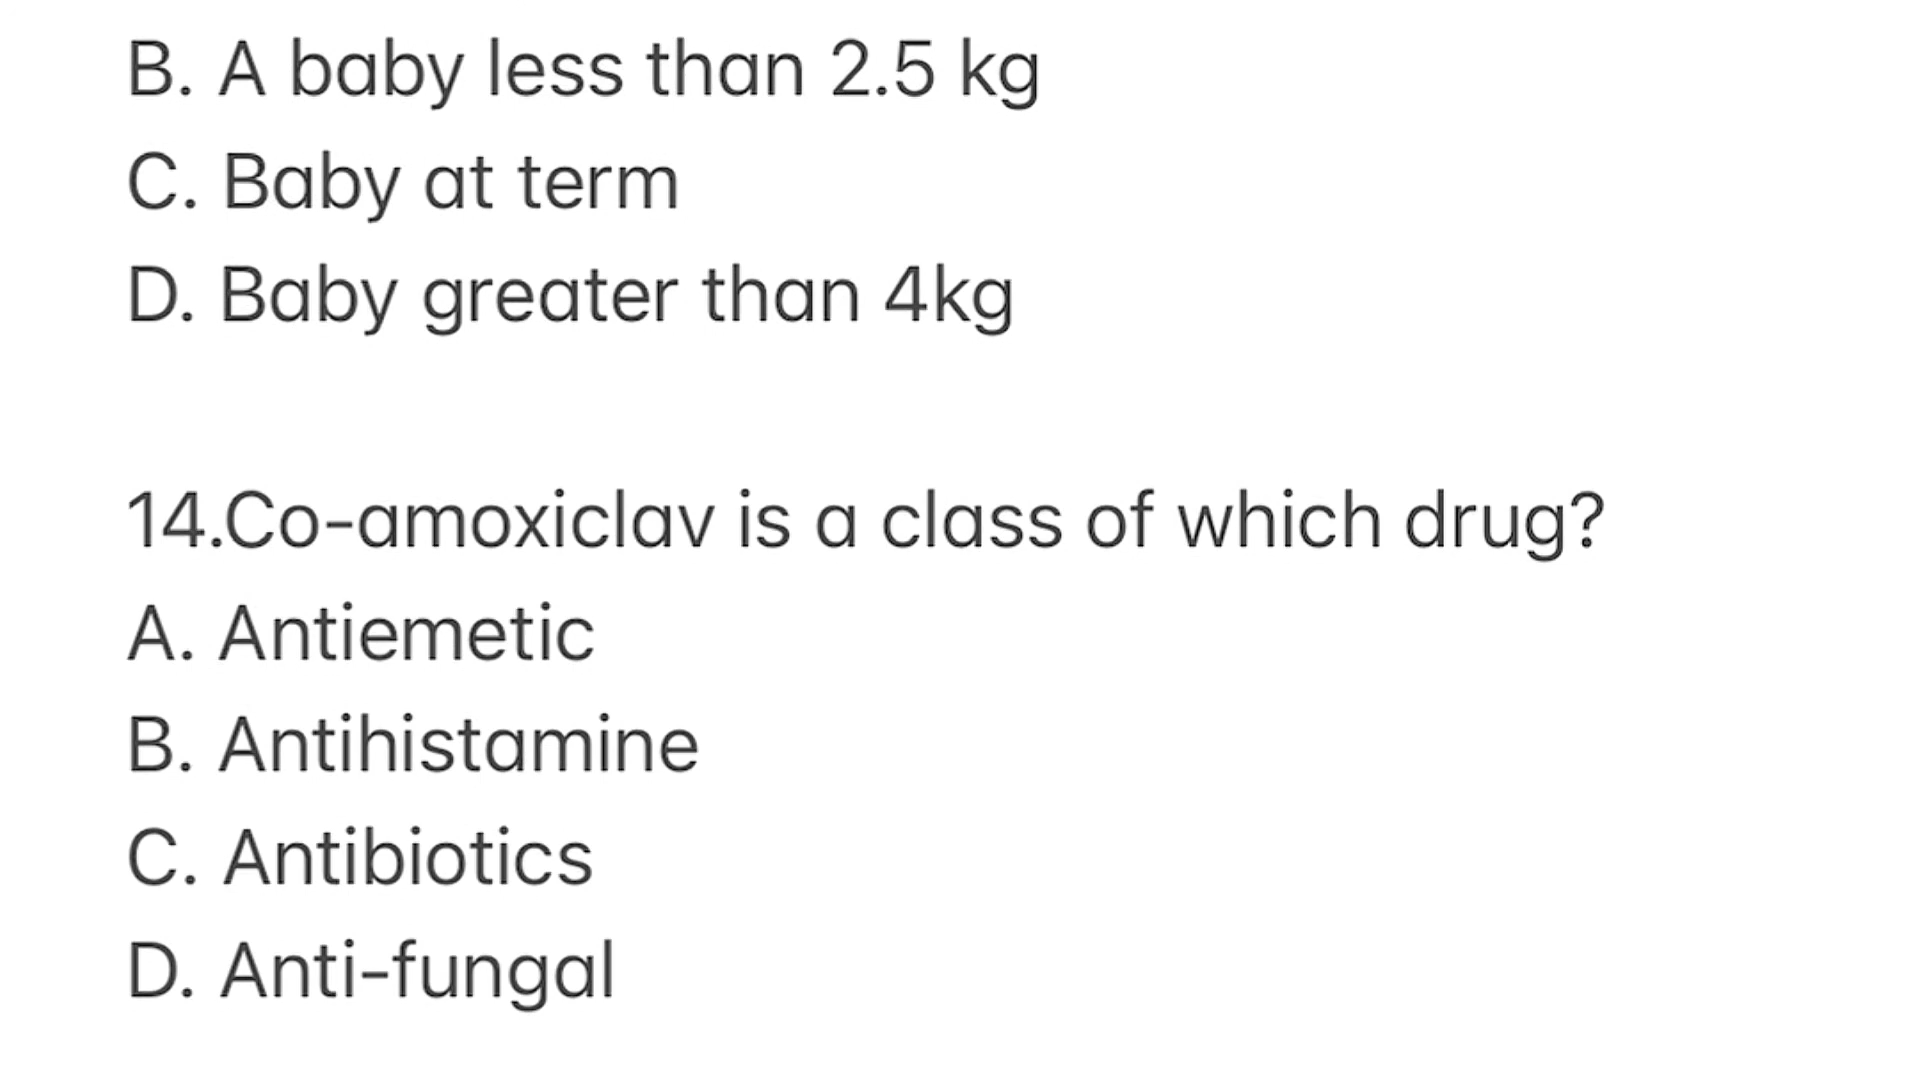 B. A baby less than 2.5 kg
C. Baby at term
D. Baby greater than 4kg
14.Co-amoxiclav is a class of which drug?
A. Antiemetic
B. Antihistamine
C. Antibiotics
D. Anti-fungal